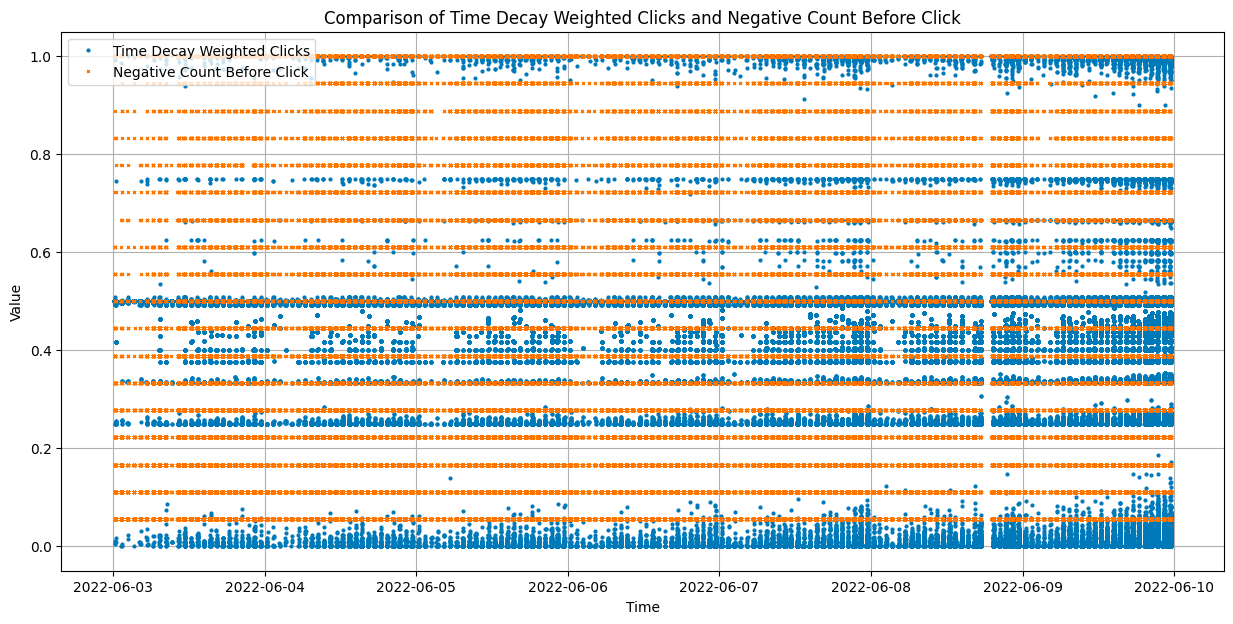 Comparison of Time Decay Weighted Clicks and Negative Count Before Click
Time Decay Weighted Clicks
Negative Count Before Click
1.0
0.8
0.6
0.4
0.2
0.0
Value
2022-06-03 2022-06-04 2022-06-05 2022-06-06 2022-06-07 2022-06-08 2022-06-09 2022-06-10
Time